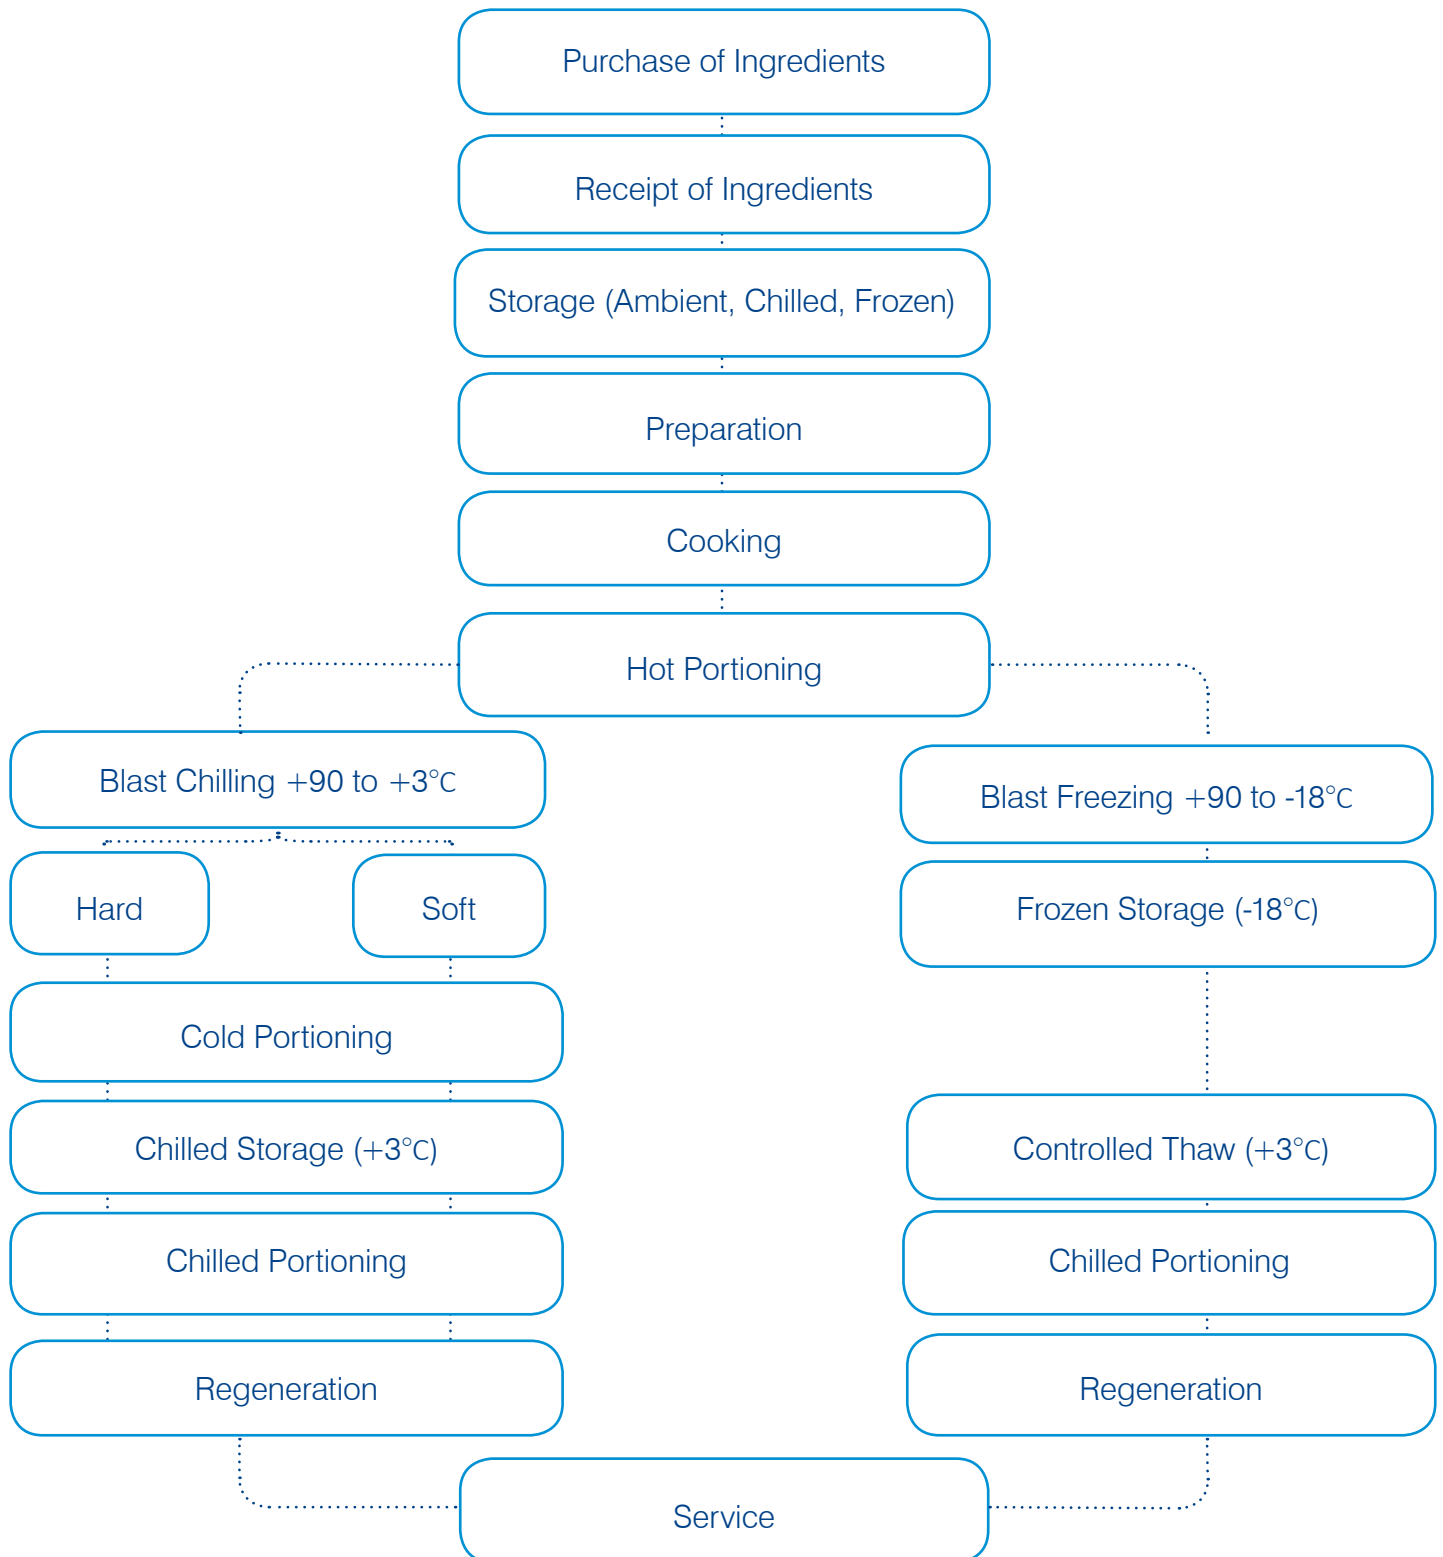 Purchase of Ingredients
Receipt of Ingredients
Storage (Ambient, Chilled, Frozen)
Preparation
Cooking
Hot Portioning
Blast Chilling +90 to +3°C
Hard
Soft
Cold Portioning
Chilled Storage (+3°C)
Chilled Portioning
Regeneration
Blast Freezing +90 to -18°C
Frozen Storage (-18°C)
Controlled Thaw (+3°C)
Chilled Portioning
Regeneration
Service